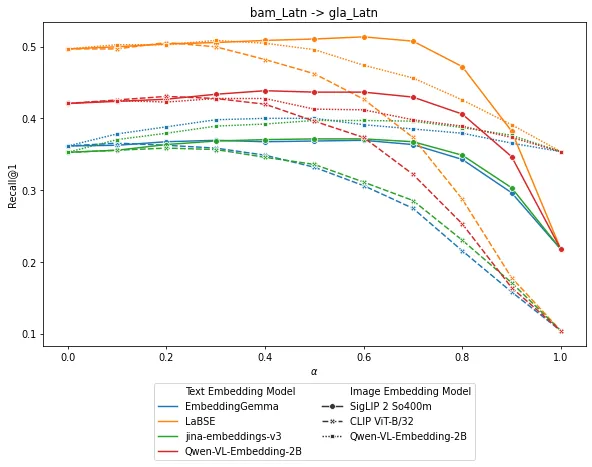 bam_Latn -> gla_Latn
Recall@1
0.5
0.4
0.3
0.2
0.1
0.0
0.2
0.4
0.6
0.8
1.0
α
Text Embedding Model
EmbeddingGemma
LaBSE
jina-embeddings-v3
Qwen-VL-Embedding-2B
Image Embedding Model
SigLIP 2 So400m
CLIP ViT-B/32
Qwen-VL-Embedding-2B